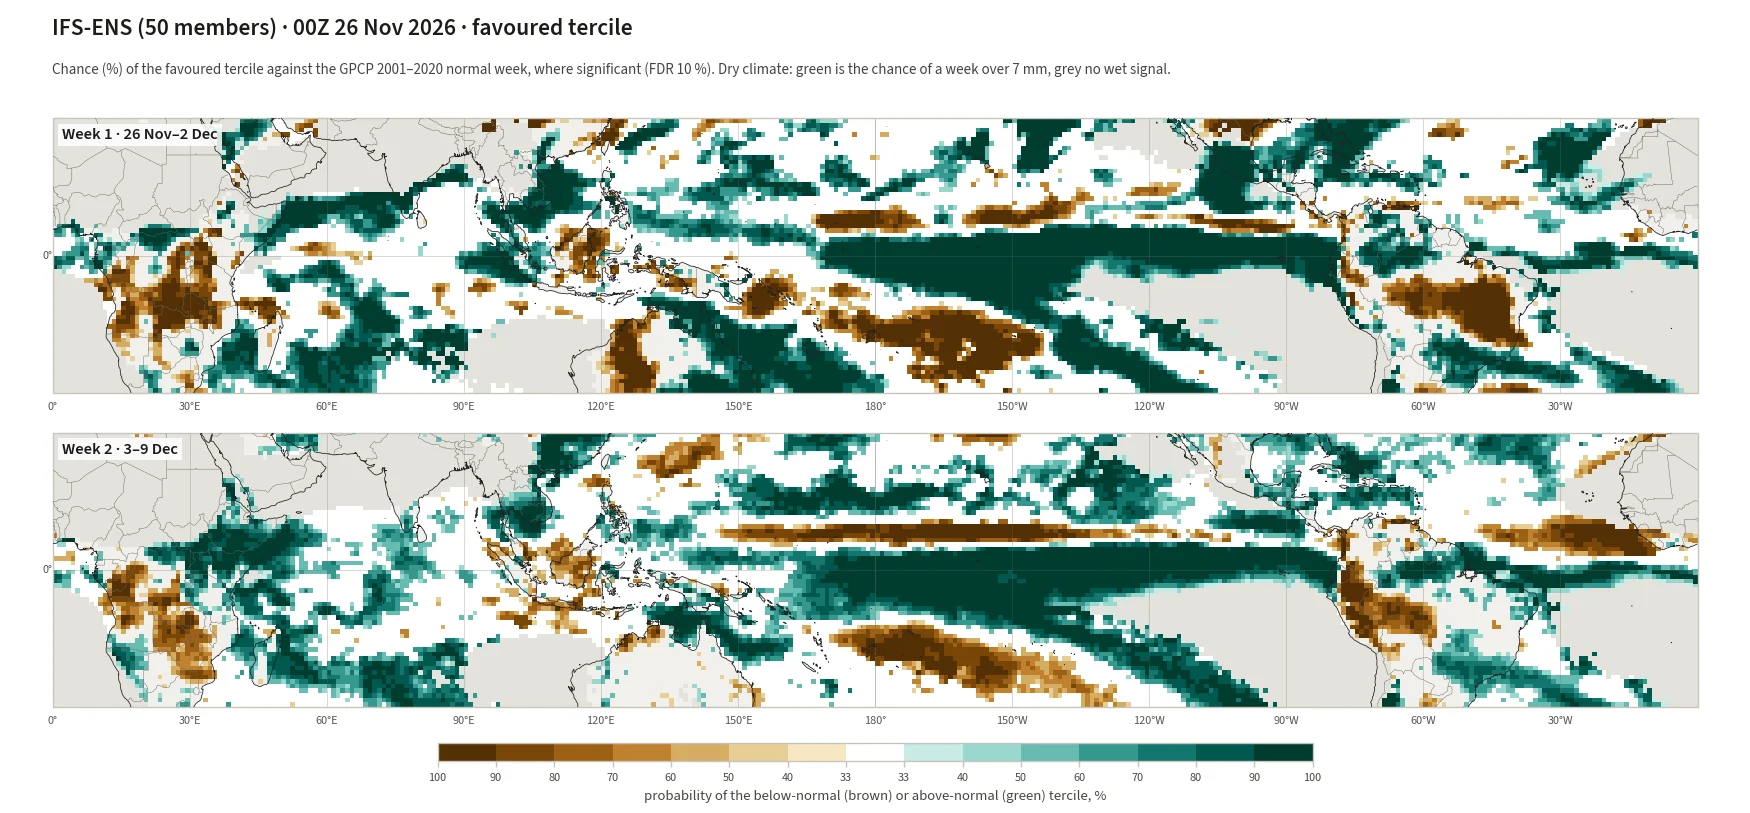 IFS-ENS (50 members) · 00Z 26 Nov 2026 · favoured tercile
Chance (%) of the favoured tercile against the GPCP 2001–2020 normal week, where significant (FDR 10 %). Dry climate: green is the chance of a week over 7 mm, grey no wet signal.
Week 1 · 26 Nov–2 Dec
0°
0° 30°E 60°E 90°E 120°E 150°E 180° 150°W 120°W 90°W 60°W 30°W
Week 2 · 3–9 Dec
0°
0° 30°E 60°E 90°E 120°E 150°E 180° 150°W 120°W 90°W 60°W 30°W
100 90 80 70 60 50 40 33 33 40 50 60 70 80 90 100
probability of the below-normal (brown) or above-normal (green) tercile, %